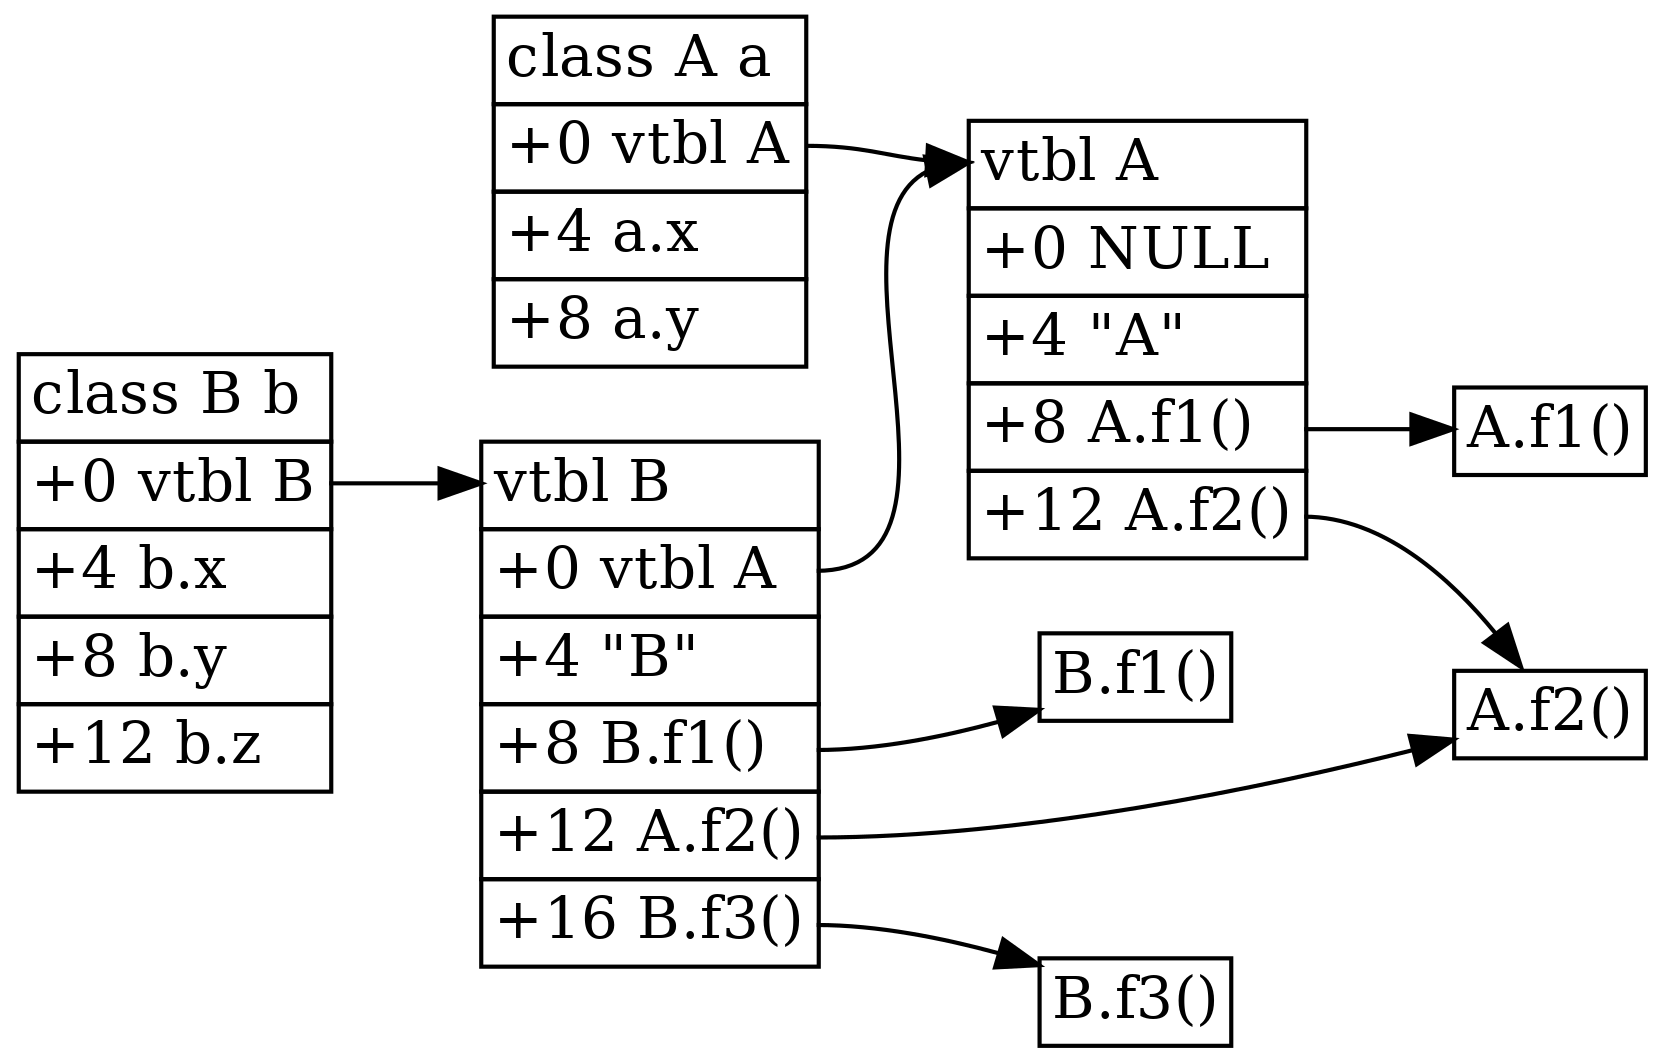 class A a
+0 vtbl A
+4 a.x
+8 a.y
class B b
+0 vtbl B
+4 b.x
+8 b.y
+12 b.z
vtbl B
+0 vtbl A
+4 "B"
+8 B.f1()
+12 A.f2()
+16 B.f3()
vtbl A
+0 NULL
+4 "A"
+8 A.f1()
+12 A.f2()
B.f1()
B.f3()
A.f1()
A.f2()